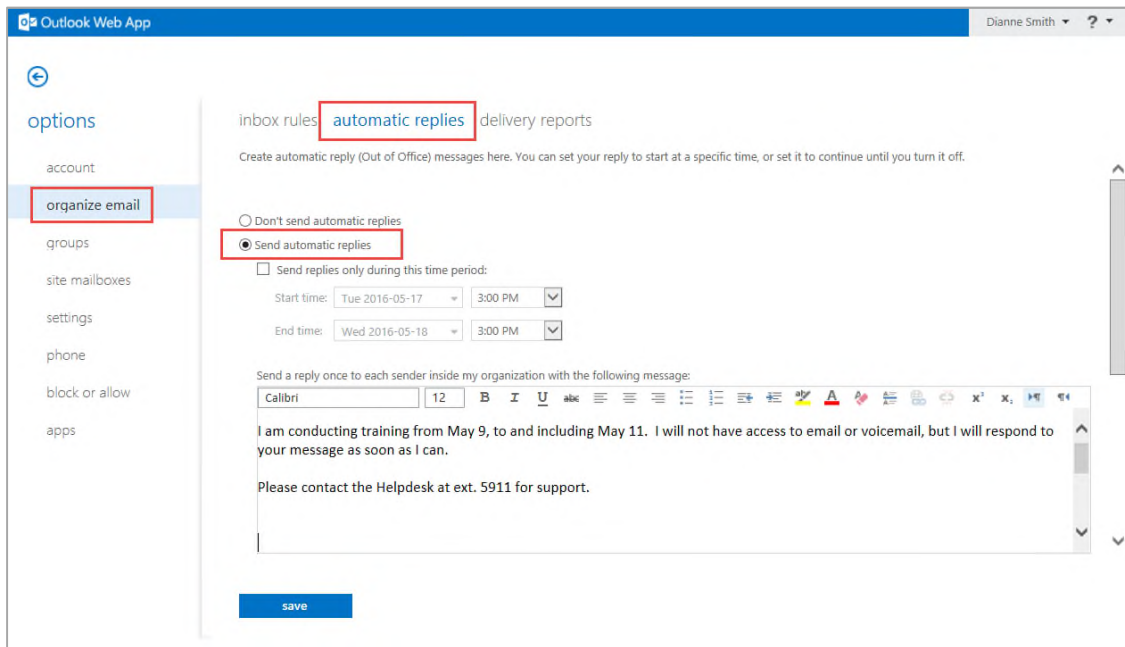 Outlook Web App
Dianne Smith ?
options
account
organize email
groups
site mailboxes
settings
phone
block or allow
apps
inbox rules automatic replies delivery reports
Create automatic reply (Out of Office) messages here. You can set your reply to start at a specific time, or set it to continue until you turn it off.
Don't send automatic replies
Send automatic replies
Send replies only during this time period:
Start time: Tue 2016-05-17 3:00 PM
End time: Wed 2016-05-18 3:00 PM
Send a reply once to each sender inside my organization with the following message:
Calibri 12 B I U abc aby A x² x₂
I am conducting training from May 9, to and including May 11. I will not have access to email or voicemail, but I will respond to
your message as soon as I can.
Please contact the Helpdesk at ext. 5911 for support.
save